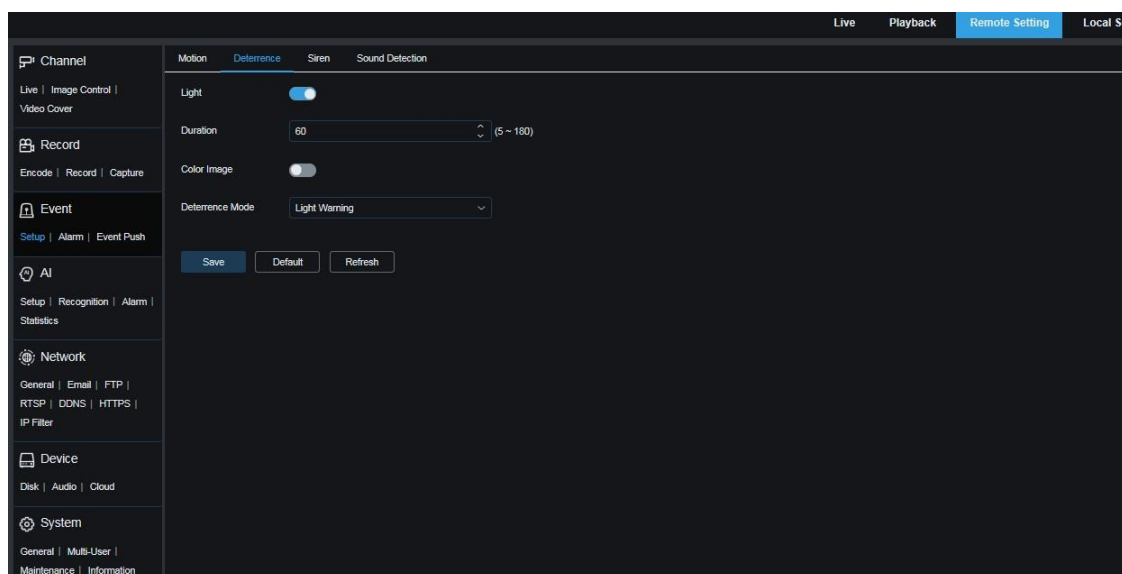 Live Playback Remote Setting Local S
Channel
Live | Image Control |
Video Cover
Record
Encode | Record | Capture
Event
Setup | Alarm | Event Push
AI
Setup | Recognition | Alarm |
Statistics
Network
General | Email | FTP |
RTSP | DDNS | HTTPS |
IP Filter
Device
Disk | Audio | Cloud
System
General | Multi-User |
Maintenance | Information
Motion Deterrence Siren Sound Detection
Light
Duration 60 (5 ~ 180)
Color Image
Deterrence Mode Light Warning
Save Default Refresh